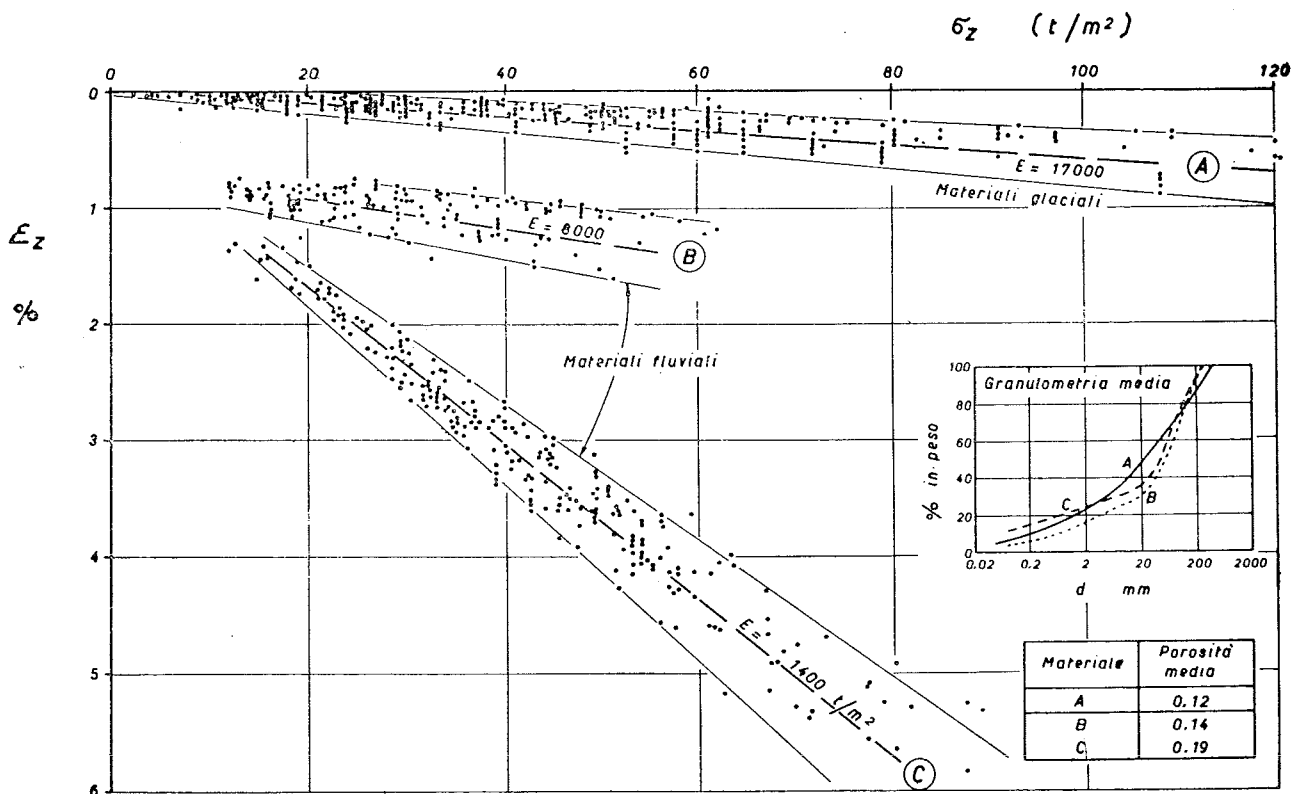 σz (t/m²)
0 20 40 60 80 100 120
0
1
2
3
4
5
6
εz
%
E = 17000
A
Materiali glaciali
E = 8000
B
Materiali fluviali
E = 1400 t/m²
C
Granulometria media
100
80
60
40
20
0
% in peso
A
A
B
C
0.02 0.2 2 20 200 2000
d mm
Materiale Porosità media
A 0.12
B 0.14
C 0.19